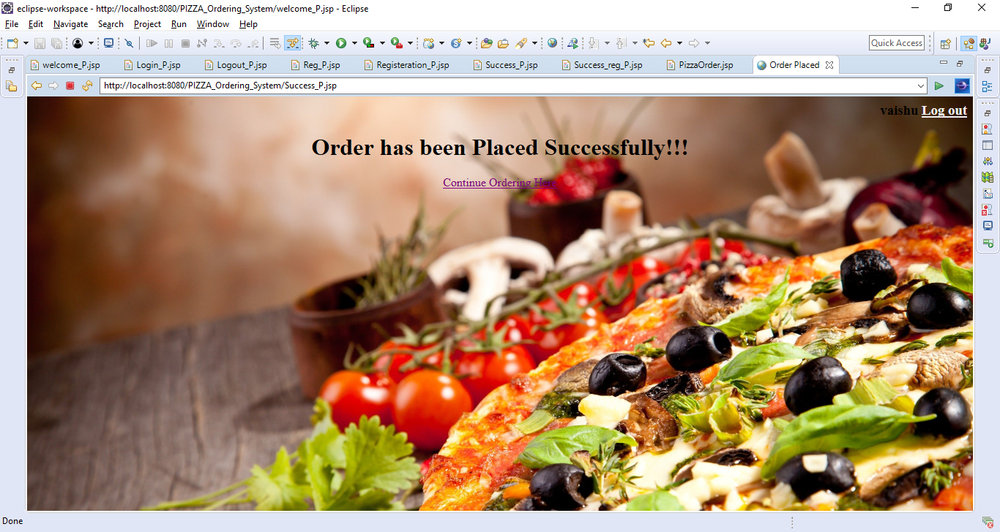 eclipse-workspace - http://localhost:8080/PIZZA_Ordering_System/welcome_P.jsp - Eclipse
File Edit Navigate Search Project Run Window Help
Quick Access
welcome_P.jsp Login_P.jsp Logout_P.jsp Reg_P.jsp Registeration_P.jsp Success_P.jsp Success_reg_P.jsp PizzaOrder.jsp Order Placed
http://localhost:8080/PIZZA_Ordering_System/Success_P.jsp
vaishu Log out
Order has been Placed Successfully!!!
Continue Ordering Here
Done